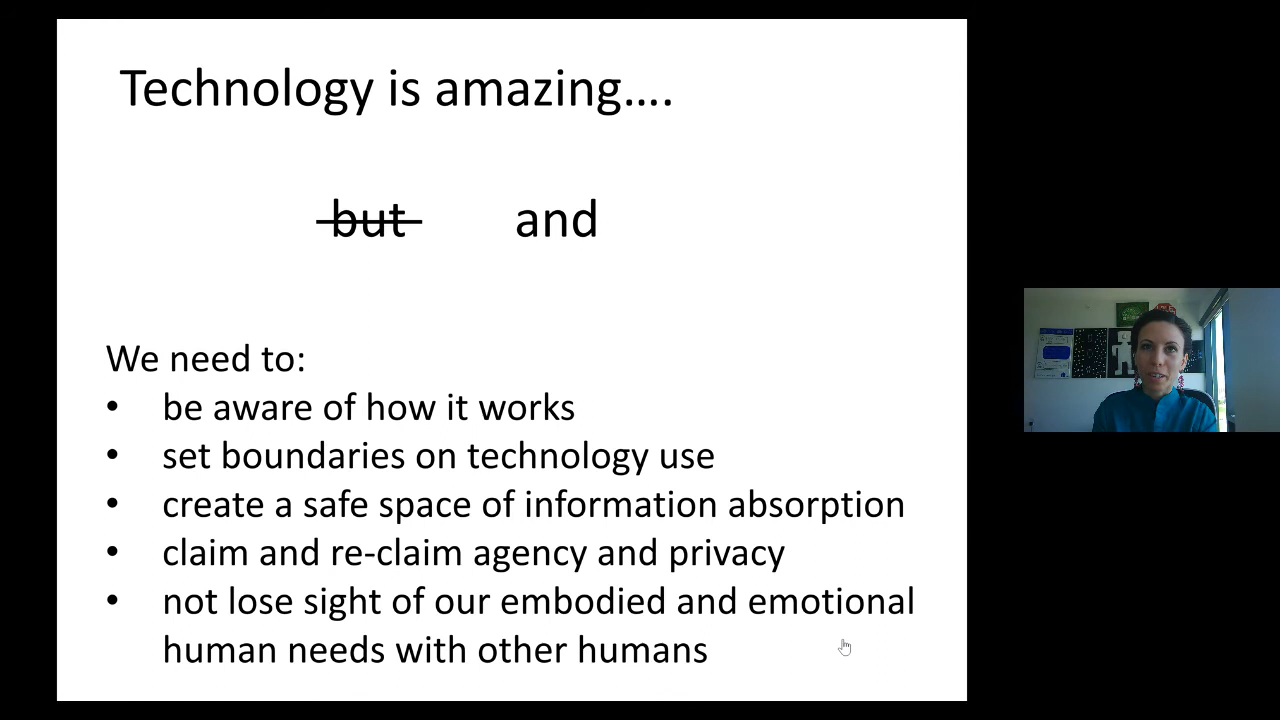 Technology is amazing....
but and
We need to:
• be aware of how it works
• set boundaries on technology use
• create a safe space of information absorption
• claim and re-claim agency and privacy
• not lose sight of our embodied and emotional
human needs with other humans